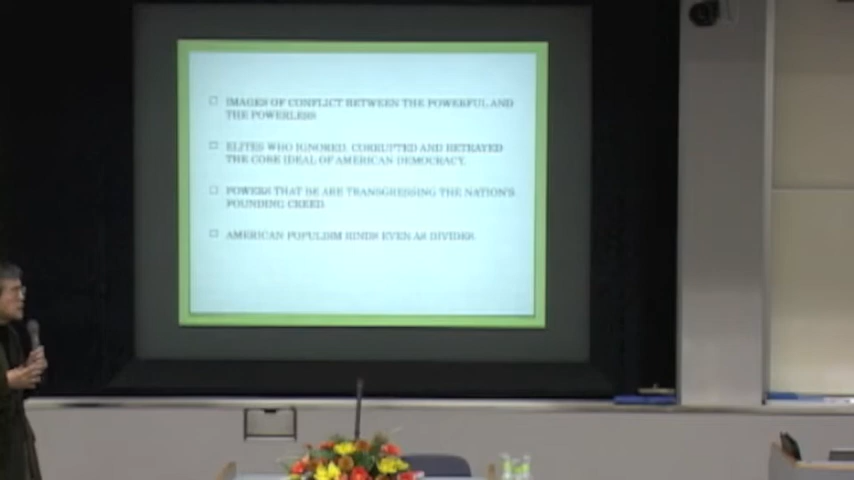 IMAGES OF CONFLICT BETWEEN THE POWERFUL AND
THE POWERLESS
ELITES WHO IGNORED, CORRUPTED AND BETRAYED
THE CORE IDEAL OF AMERICAN DEMOCRACY.
POWERS THAT BE ARE TRANSGRESSING THE NATION'S
FOUNDING CREED
AMERICAN POPULISM BINDS EVEN AS DIVIDES